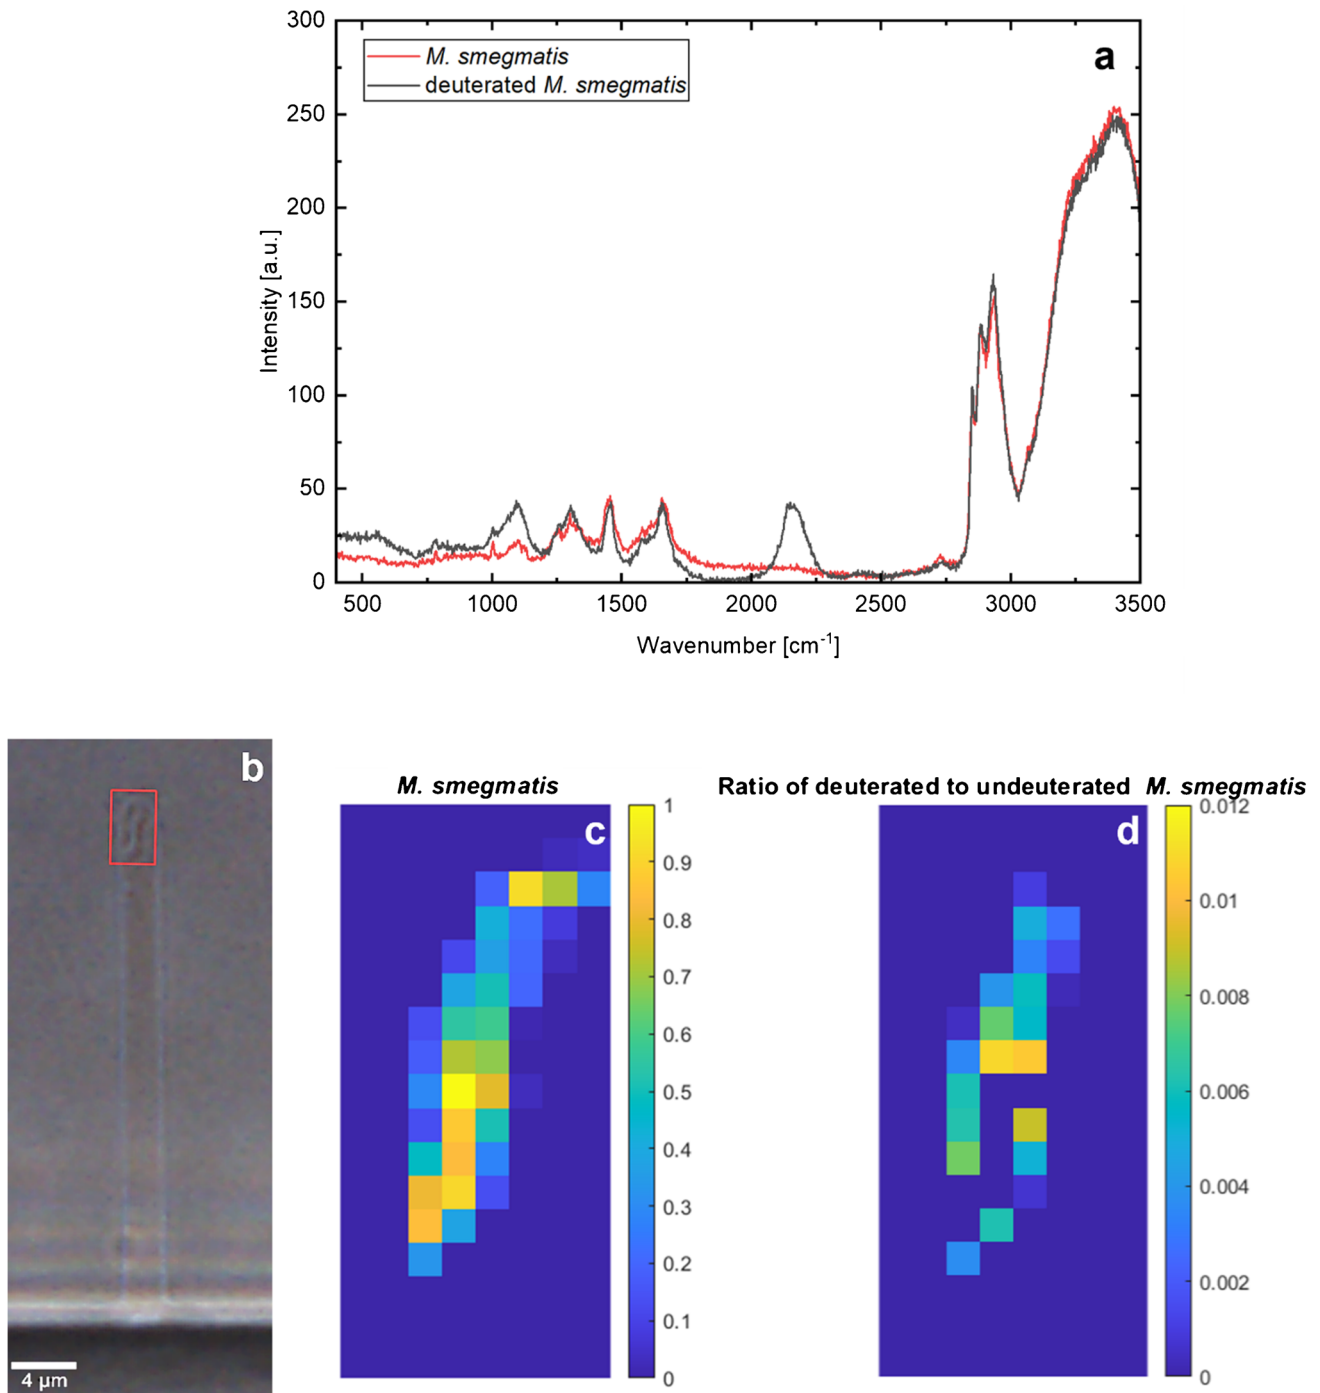 300
250
200
150
100
50
0
Intensity [a.u.]
M. smegmatis
deuterated M. smegmatis
a
500 1000 1500 2000 2500 3000 3500
Wavenumber [cm-1]
b
4 µm
M. smegmatis
c
1
0.9
0.8
0.7
0.6
0.5
0.4
0.3
0.2
0.1
0
Ratio of deuterated to undeuterated M. smegmatis
d
0.012
0.01
0.008
0.006
0.004
0.002
0